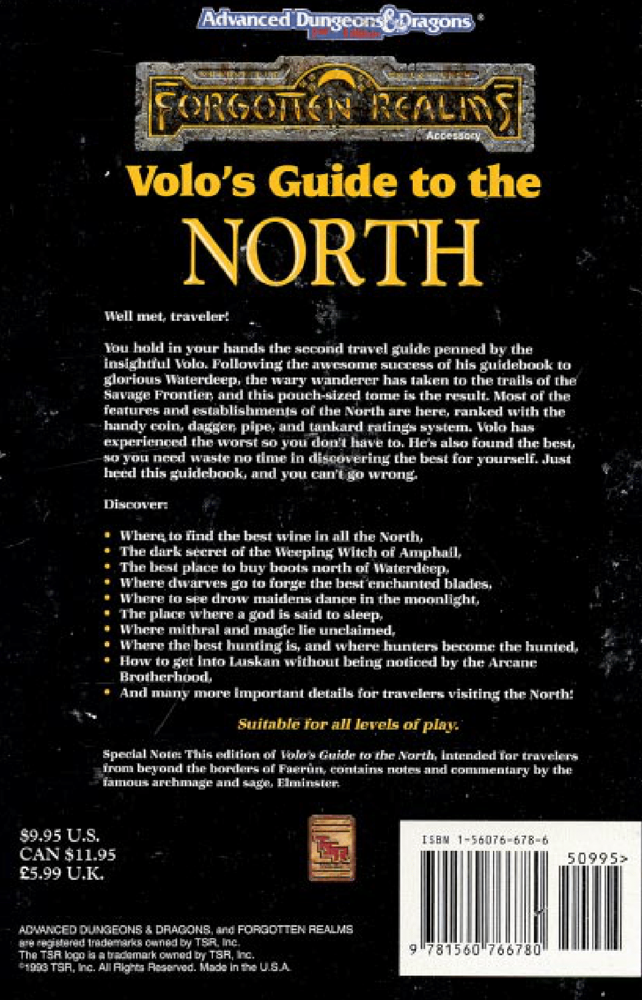 Advanced Dungeons & Dragons®
2nd Edition
FORGOTTEN REALMS®
Accessory
Volo's Guide to the
NORTH
Well met, traveler!
You hold in your hands the second travel guide penned by the
insightful Volo. Following the awesome success of his guidebook to
glorious Waterdeep, the wary wanderer has taken to the trails of the
Savage Frontier, and this pouch-sized tome is the result. Most of the
features and establishments of the North are here, ranked with the
handy coin, dagger, pipe, and tankard ratings system. Volo has
experienced the worst so you don't have to. He's also found the best,
so you need waste no time in discovering the best for yourself. Just
heed this guidebook, and you can't go wrong.
Discover:
• Where to find the best wine in all the North,
• The dark secret of the Weeping Witch of Amphail,
• The best place to buy boots north of Waterdeep,
• Where dwarves go to forge the best enchanted blades,
• Where to see drow maidens dance in the moonlight,
• The place where a god is said to sleep,
• Where mithral and magic lie unclaimed,
• Where the best hunting is, and where hunters become the hunted,
• How to get into Luskan without being noticed by the Arcane
Brotherhood,
• And many more important details for travelers visiting the North!
Suitable for all levels of play.
Special Note: This edition of Volo's Guide to the North, intended for travelers
from beyond the borders of Faerûn, contains notes and commentary by the
famous archmage and sage, Elminster.
$9.95 U.S.
CAN $11.95
£5.99 U.K.
TSR
ISBN 1-56076-678-6
50995>
9 781560 766780
ADVANCED DUNGEONS & DRAGONS, and FORGOTTEN REALMS
are registered trademarks owned by TSR, Inc.
The TSR logo is a trademark owned by TSR, Inc.
©1993 TSR, Inc. All Rights Reserved. Made in the U.S.A.